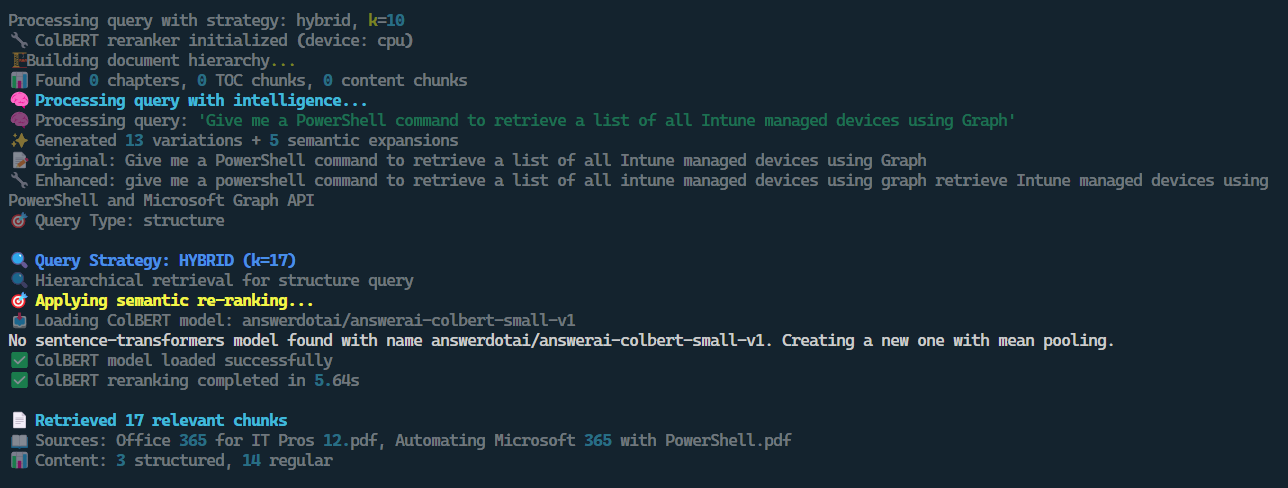 Processing query with strategy: hybrid, k=10
ColBERT reranker initialized (device: cpu)
Building document hierarchy...
Found 0 chapters, 0 TOC chunks, 0 content chunks
Processing query with intelligence...
Processing query: 'Give me a PowerShell command to retrieve a list of all Intune managed devices using Graph'
Generated 13 variations + 5 semantic expansions
Original: Give me a PowerShell command to retrieve a list of all Intune managed devices using Graph
Enhanced: give me a powershell command to retrieve a list of all intune managed devices using graph retrieve Intune managed devices using
PowerShell and Microsoft Graph API
Query Type: structure
Query Strategy: HYBRID (k=17)
Hierarchical retrieval for structure query
Applying semantic re-ranking...
Loading ColBERT model: answerdotai/answerai-colbert-small-v1
No sentence-transformers model found with name answerdotai/answerai-colbert-small-v1. Creating a new one with mean pooling.
ColBERT model loaded successfully
ColBERT reranking completed in 5.64s
Retrieved 17 relevant chunks
Sources: Office 365 for IT Pros 12.pdf, Automating Microsoft 365 with PowerShell.pdf
Content: 3 structured, 14 regular